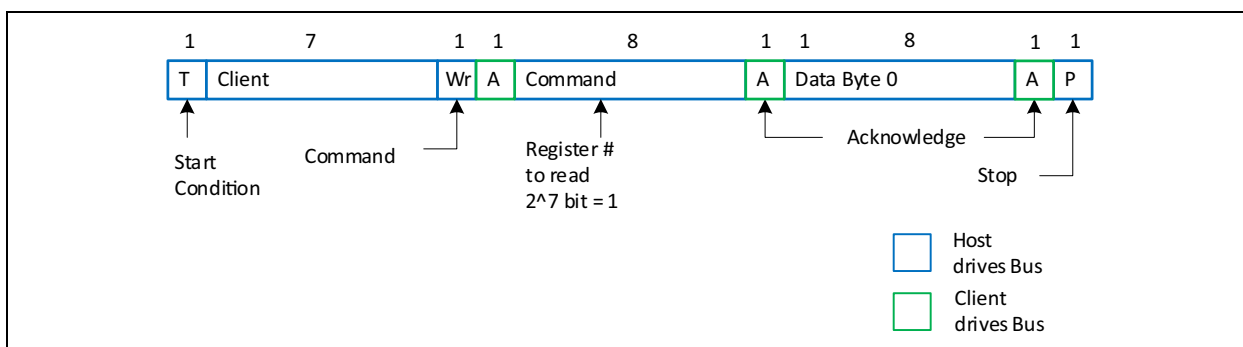 1 7 1 1 8 1 1 8 1 1
T Client Wr A Command A Data Byte 0 A P
Start
Condition
Command
Register #
to read
2^7 bit = 1
Acknowledge
Stop
Host
drives Bus
Client
drives Bus